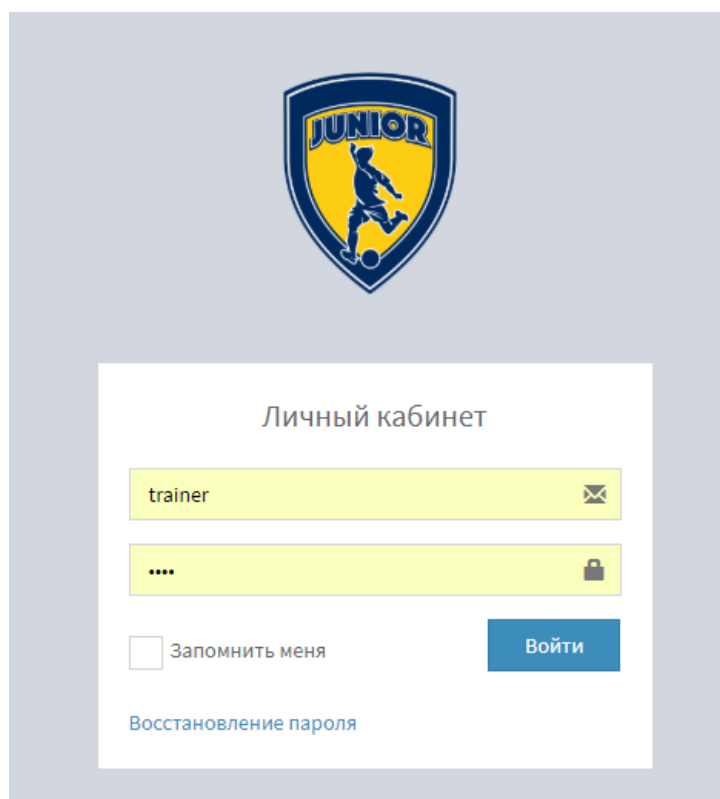 JUNIOR
Личный кабинет
trainer
••••
Запомнить меня
Войти
Восстановление пароля